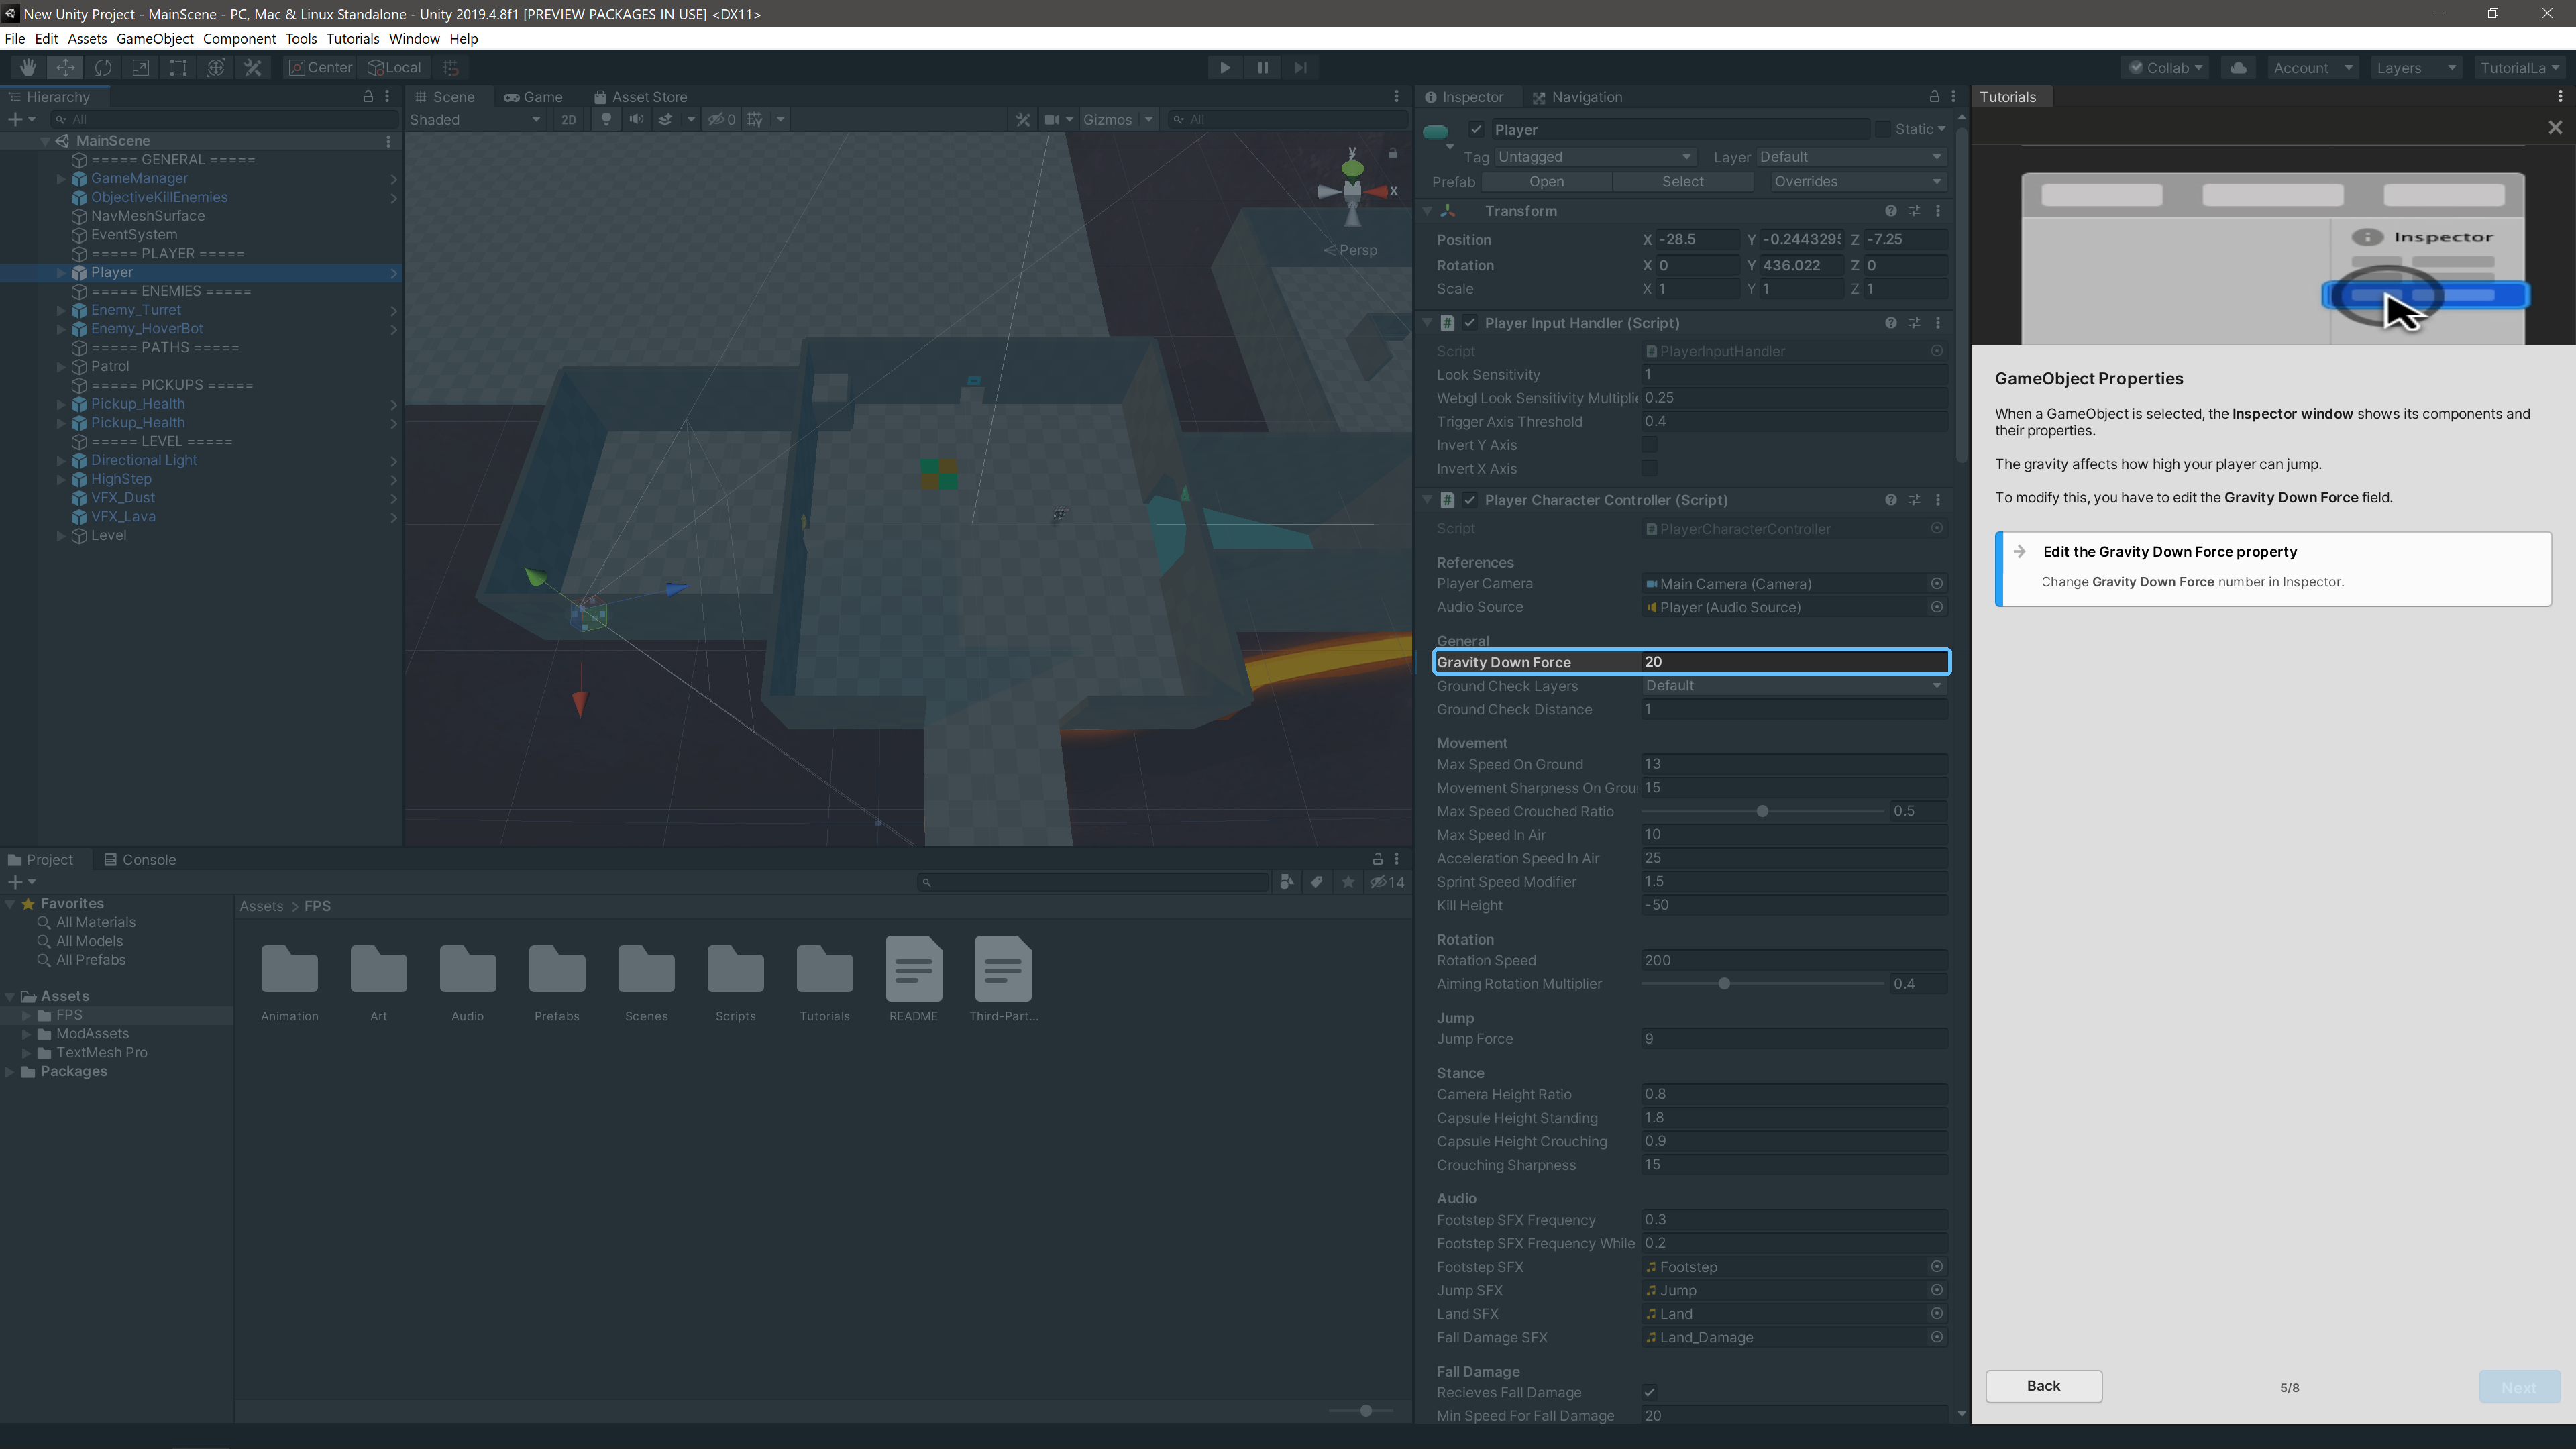 New Unity Project - MainScene - PC, Mac & Linux Standalone - Unity 2019.4.8f1 [PREVIEW PACKAGES IN USE] <DX11>
File Edit Assets GameObject Component Tools Tutorials Window Help
Center Local Collab Account Layers TutorialLa
Hierarchy
All
MainScene
===== GENERAL =====
GameManager
ObjectiveKillEnemies
NavMeshSurface
EventSystem
===== PLAYER =====
Player
===== ENEMIES =====
Enemy_Turret
Enemy_HoverBot
===== PATHS =====
Patrol
===== PICKUPS =====
Pickup_Health
Pickup_Health
===== LEVEL =====
Directional Light
HighStep
VFX_Dust
VFX_Lava
Level
Scene Game Asset Store
Shaded 2D 0 Gizmos All
y
x
Persp
Project Console
14
Favorites
All Materials
All Models
All Prefabs
Assets
FPS
ModAssets
TextMesh Pro
Packages
Assets > FPS
Animation Art Audio Prefabs Scenes Scripts Tutorials README Third-Part...
Inspector Navigation
Player Static
Tag Untagged Layer Default
Prefab Open Select Overrides
Transform
Position X -28.5 Y -0.2443295 Z -7.25
Rotation X 0 Y 436.022 Z 0
Scale X 1 Y 1 Z 1
Player Input Handler (Script)
Script PlayerInputHandler
Look Sensitivity 1
Webgl Look Sensitivity Multiplie 0.25
Trigger Axis Threshold 0.4
Invert Y Axis
Invert X Axis
Player Character Controller (Script)
Script PlayerCharacterController
References
Player Camera Main Camera (Camera)
Audio Source Player (Audio Source)
General
Gravity Down Force 20
Ground Check Layers Default
Ground Check Distance 1
Movement
Max Speed On Ground 13
Movement Sharpness On Groun 15
Max Speed Crouched Ratio 0.5
Max Speed In Air 10
Acceleration Speed In Air 25
Sprint Speed Modifier 1.5
Kill Height -50
Rotation
Rotation Speed 200
Aiming Rotation Multiplier 0.4
Jump
Jump Force 9
Stance
Camera Height Ratio 0.8
Capsule Height Standing 1.8
Capsule Height Crouching 0.9
Crouching Sharpness 15
Audio
Footstep SFX Frequency 0.3
Footstep SFX Frequency While 0.2
Footstep SFX Footstep
Jump SFX Jump
Land SFX Land
Fall Damage SFX Land_Damage
Fall Damage
Recieves Fall Damage
Min Speed For Fall Damage 20
Tutorials
Inspector
GameObject Properties
When a GameObject is selected, the Inspector window shows its components and
their properties.
The gravity affects how high your player can jump.
To modify this, you have to edit the Gravity Down Force field.
Edit the Gravity Down Force property
Change Gravity Down Force number in Inspector.
Back 5/8 Next